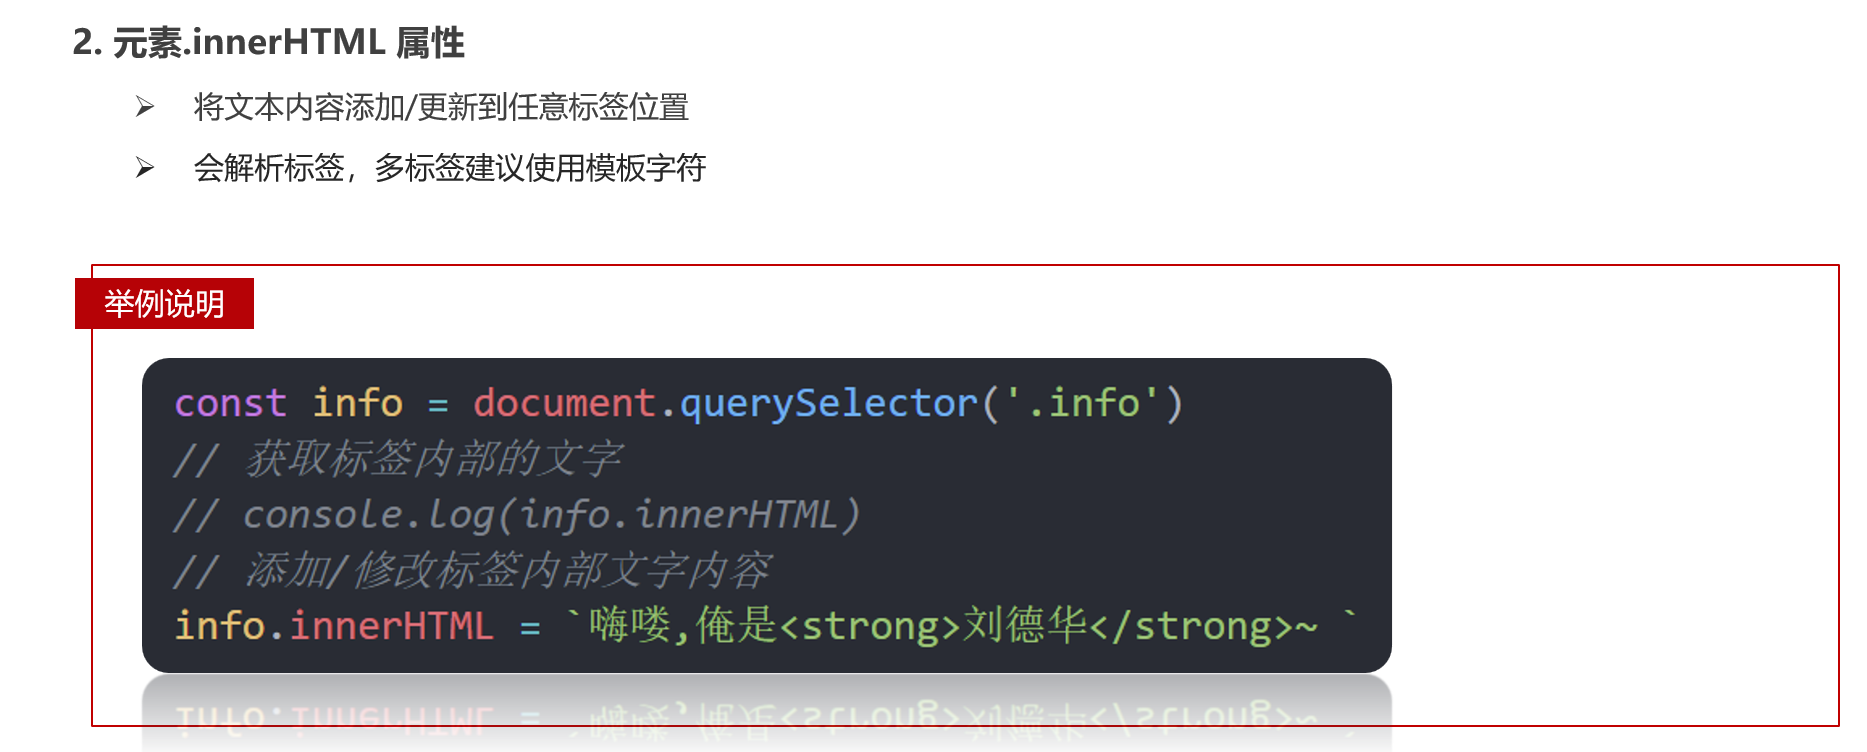 2. 元素.innerHTML 属性
➢ 将文本内容添加/更新到任意标签位置
➢ 会解析标签，多标签建议使用模板字符
举例说明
const info = document.querySelector('.info')
// 获取标签内部的文字
// console.log(info.innerHTML)
// 添加/修改标签内部文字内容
info.innerHTML = `嗨喽,俺是<strong>刘德华</strong>~ `